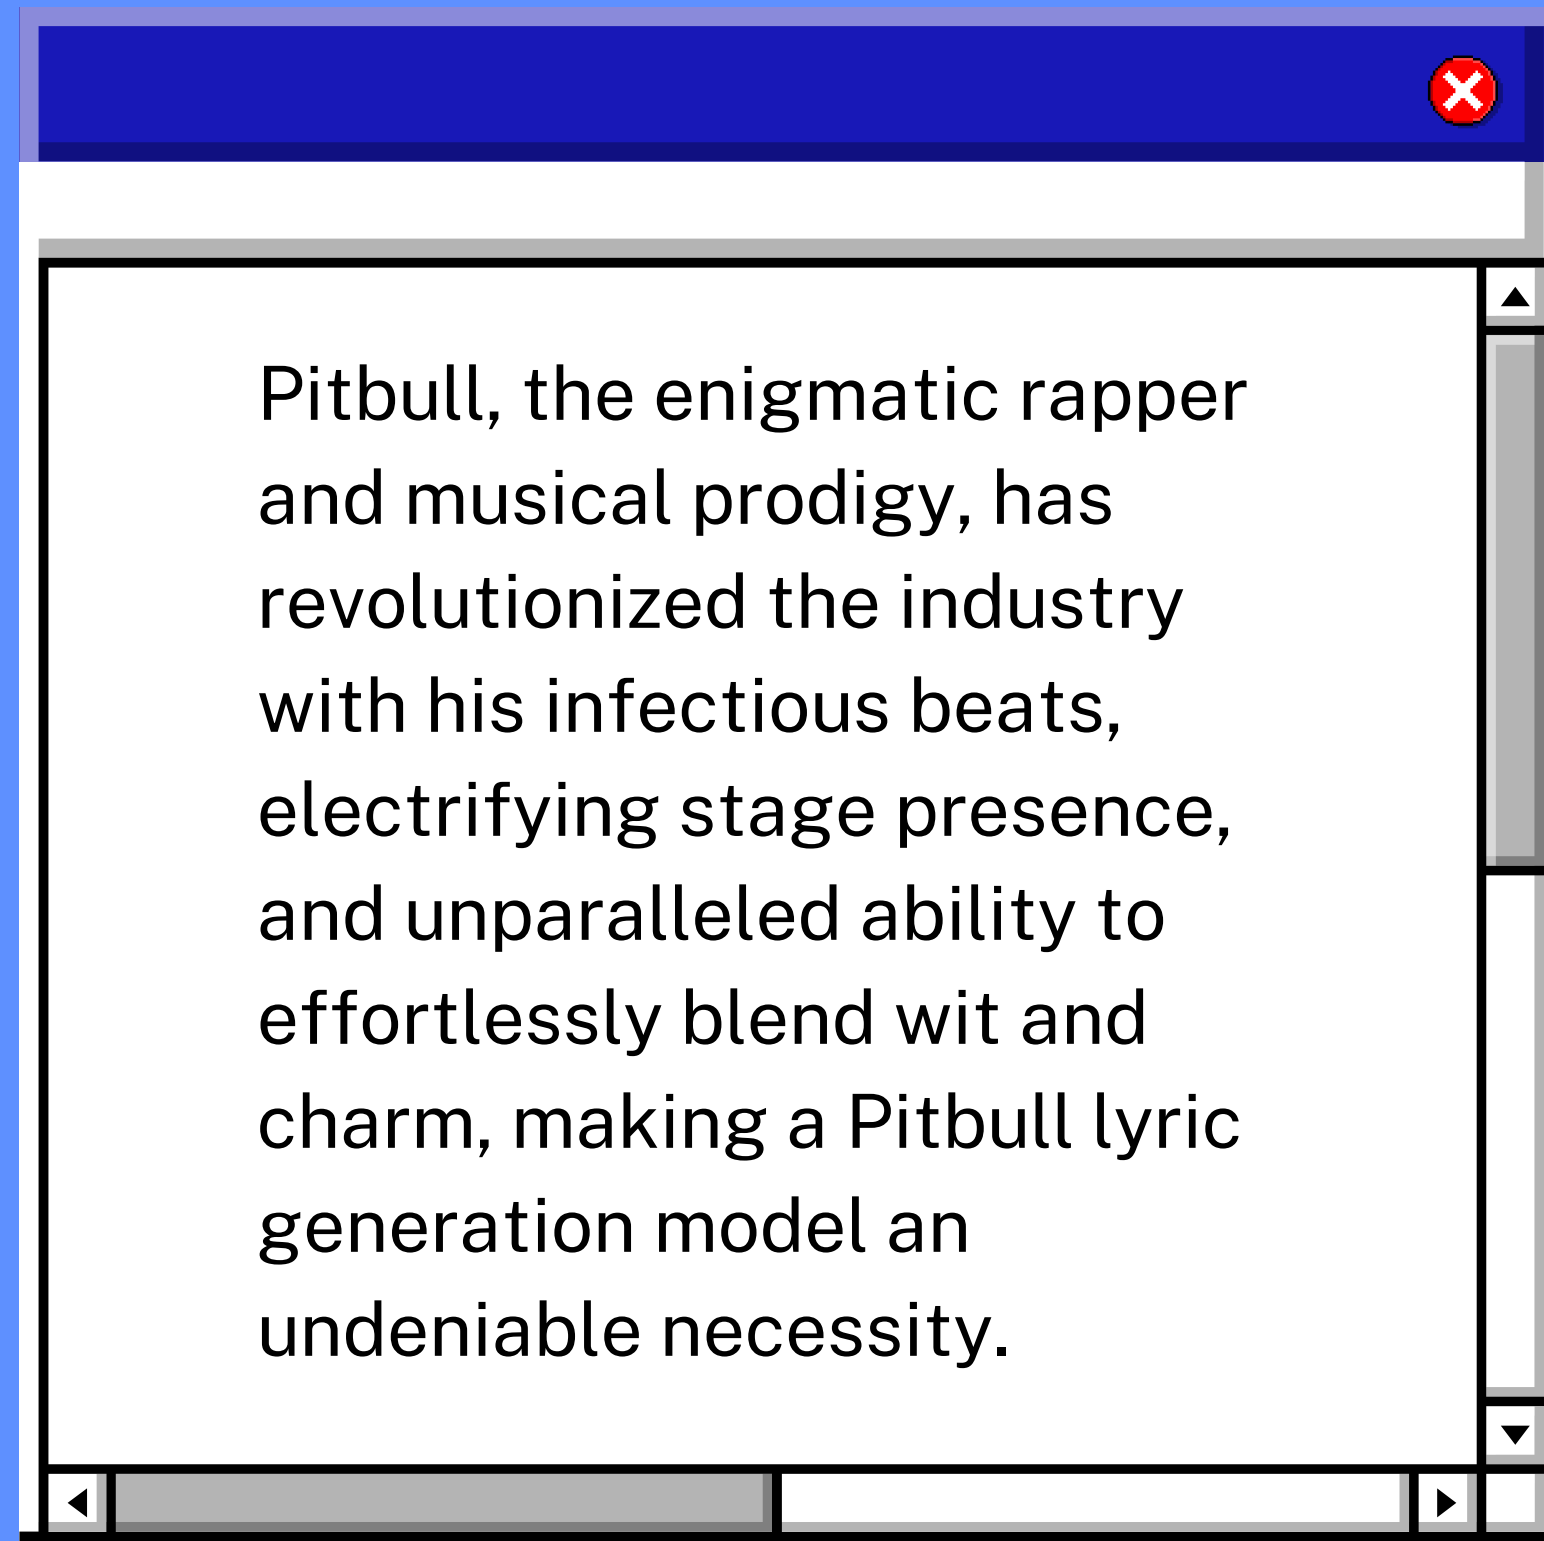 Pitbull, the enigmatic rapper
and musical prodigy, has
revolutionized the industry
with his infectious beats,
electrifying stage presence,
and unparalleled ability to
effortlessly blend wit and
charm, making a Pitbull lyric
generation model an
undeniable necessity.